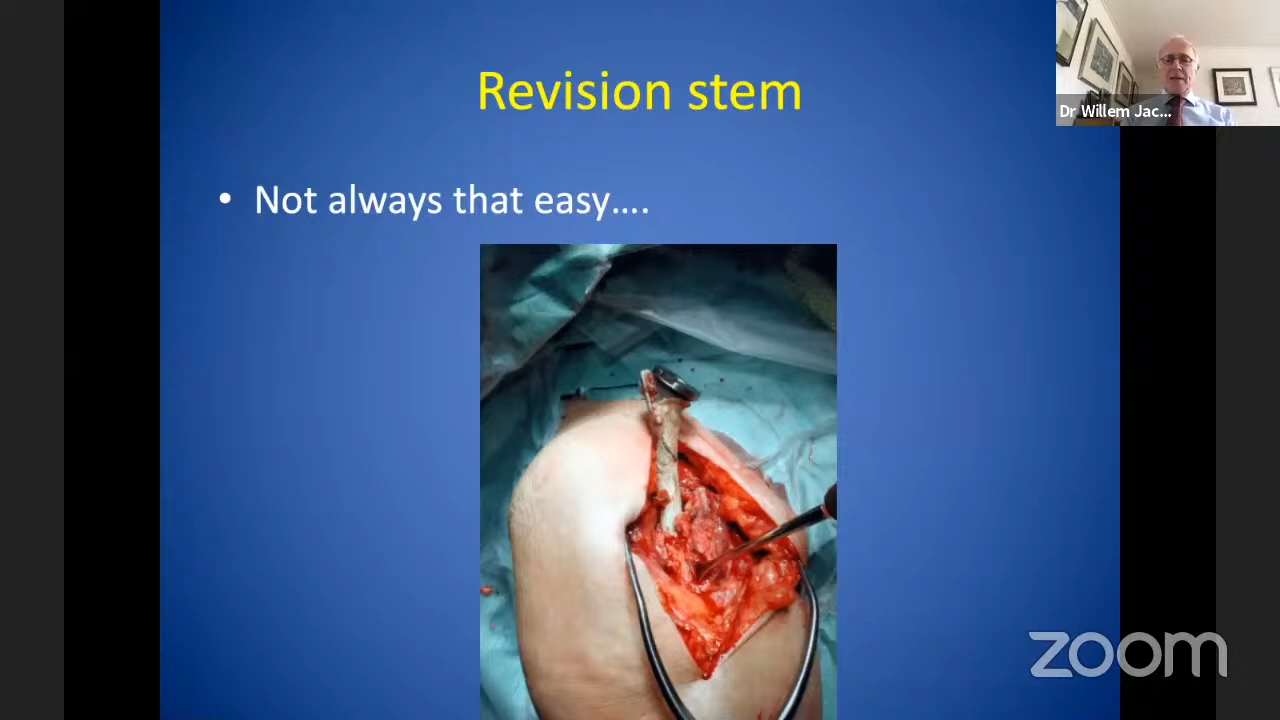 Revision stem
• Not always that easy....
Dr Willem Jac...
zoom